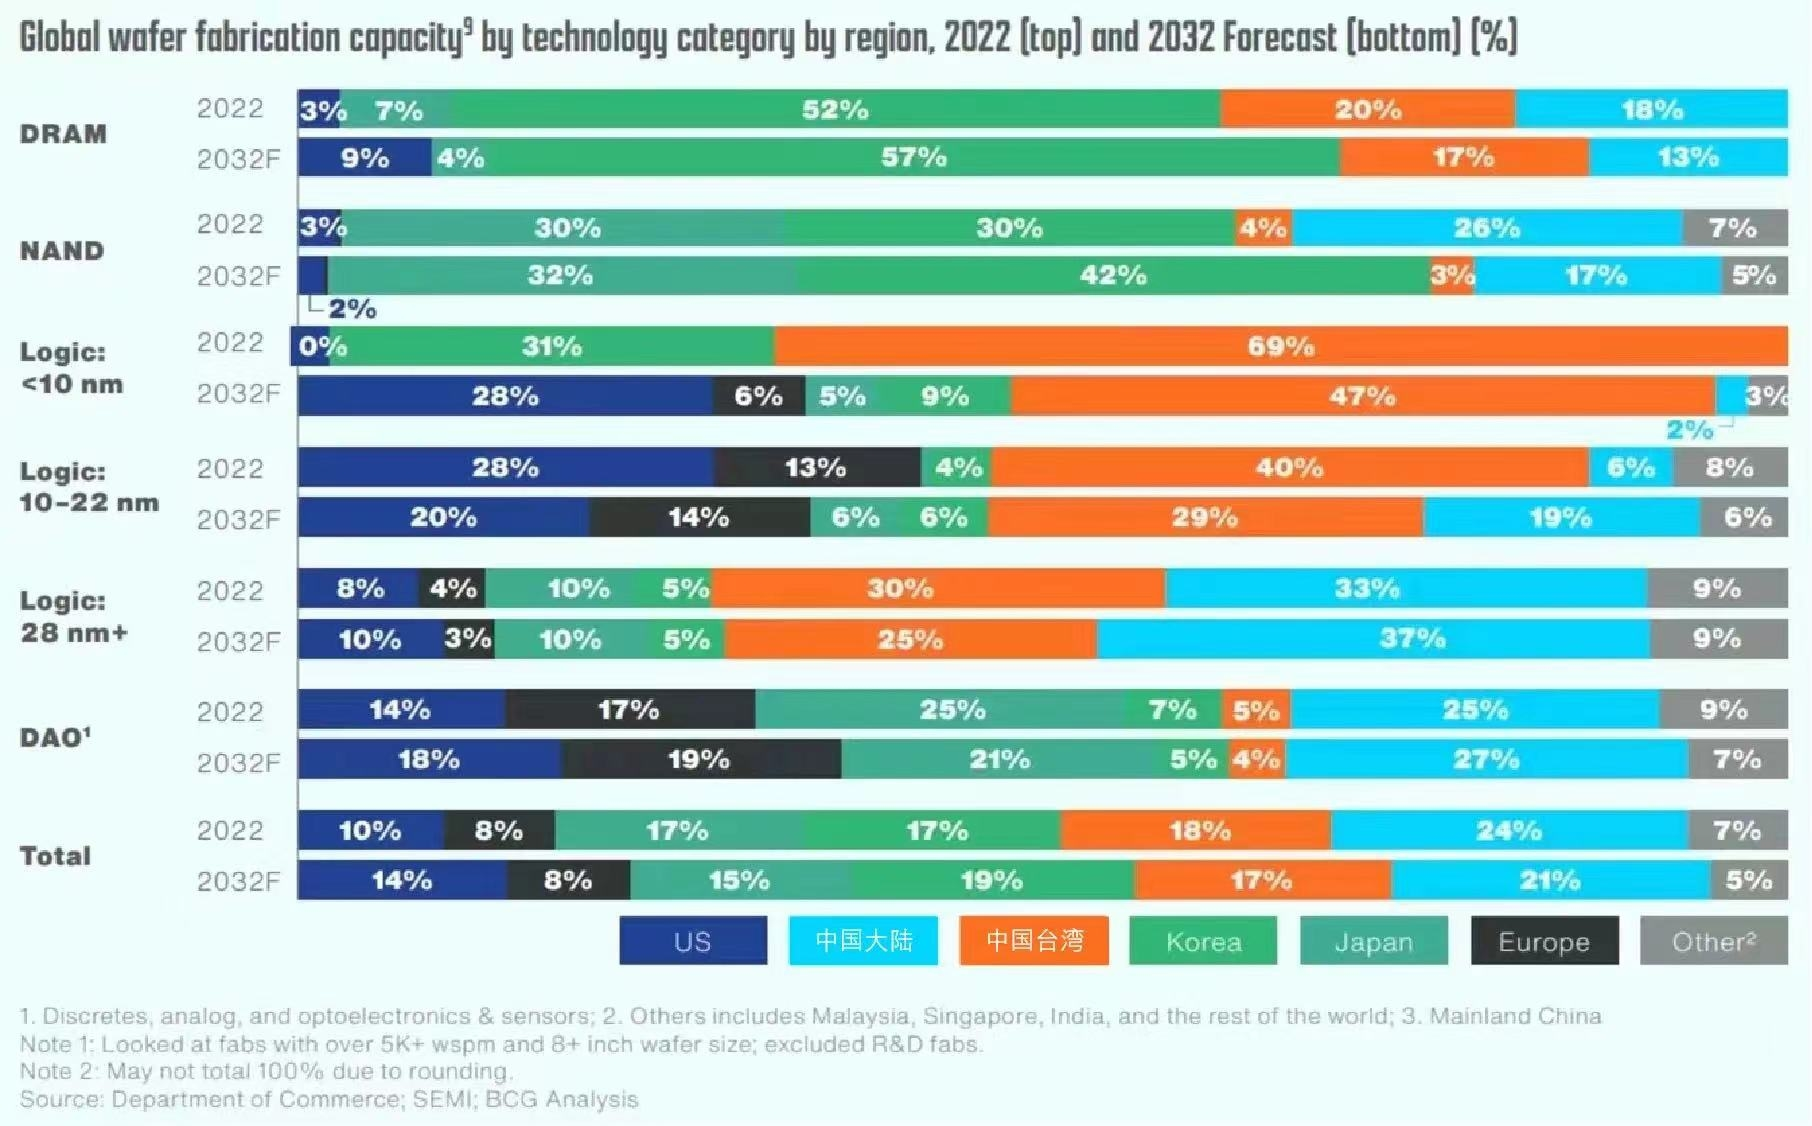 Global wafer fabrication capacity⁹ by technology category by region, 2022 (top) and 2032 Forecast (bottom) (%)
DRAM
2022 3% 7% 52% 20% 18%
2032F 9% 4% 57% 17% 13%
NAND
2022 3% 30% 30% 4% 26% 7%
2032F 32% 42% 3% 17% 5%
2%
Logic:
<10 nm
2022 0% 31% 69%
2032F 28% 6% 5% 9% 47% 3%
2%
Logic:
10-22 nm
2022 28% 13% 4% 40% 6% 8%
2032F 20% 14% 6% 6% 29% 19% 6%
Logic:
28 nm+
2022 8% 4% 10% 5% 30% 33% 9%
2032F 10% 3% 10% 5% 25% 37% 9%
DAO¹
2022 14% 17% 25% 7% 5% 25% 9%
2032F 18% 19% 21% 5% 4% 27% 7%
Total
2022 10% 8% 17% 17% 18% 24% 7%
2032F 14% 8% 15% 19% 17% 21% 5%
US 中国大陆 中国台湾 Korea Japan Europe Other²
1. Discretes, analog, and optoelectronics & sensors; 2. Others includes Malaysia, Singapore, India, and the rest of the world; 3. Mainland China
Note 1: Looked at fabs with over 5K+ wspm and 8+ inch wafer size; excluded R&D fabs.
Note 2: May not total 100% due to rounding.
Source: Department of Commerce; SEMI; BCG Analysis